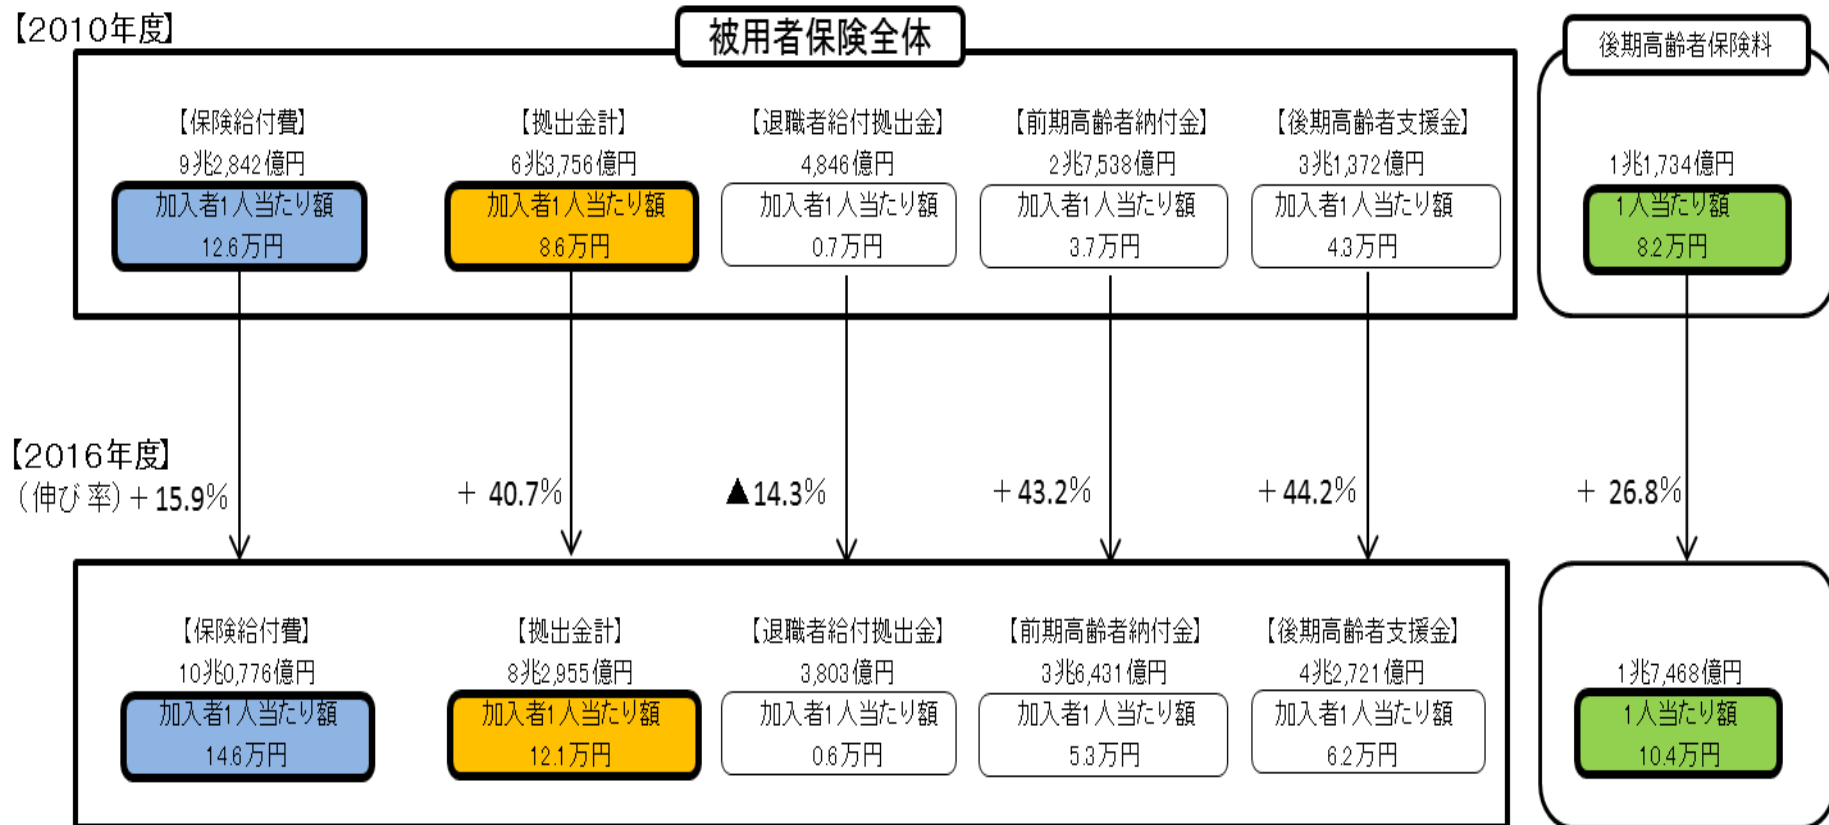 【2010年度】
被用者保険全体
後期高齢者保険料
【保険給付費】
9兆2,842億円
加入者1人当たり額
12.6万円
【拠出金計】
6兆3,756億円
加入者1人当たり額
8.6万円
【退職者給付拠出金】
4,846億円
加入者1人当たり額
0.7万円
【前期高齢者納付金】
2兆7,538億円
加入者1人当たり額
3.7万円
【後期高齢者支援金】
3兆1,372億円
加入者1人当たり額
4.3万円
1兆1,734億円
1人当たり額
8.2万円
【2016年度】
（伸び率）＋15.9%
＋ 40.7%
▲14.3%
＋43.2%
＋44.2%
＋ 26.8%
【保険給付費】
10兆0,776億円
加入者1人当たり額
14.6万円
【拠出金計】
8兆2,955億円
加入者1人当たり額
12.1万円
【退職者給付拠出金】
3,803億円
加入者1人当たり額
0.6万円
【前期高齢者納付金】
3兆6,431億円
加入者1人当たり額
5.3万円
【後期高齢者支援金】
4兆2,721億円
加入者1人当たり額
6.2万円
1兆7,468億円
1人当たり額
10.4万円